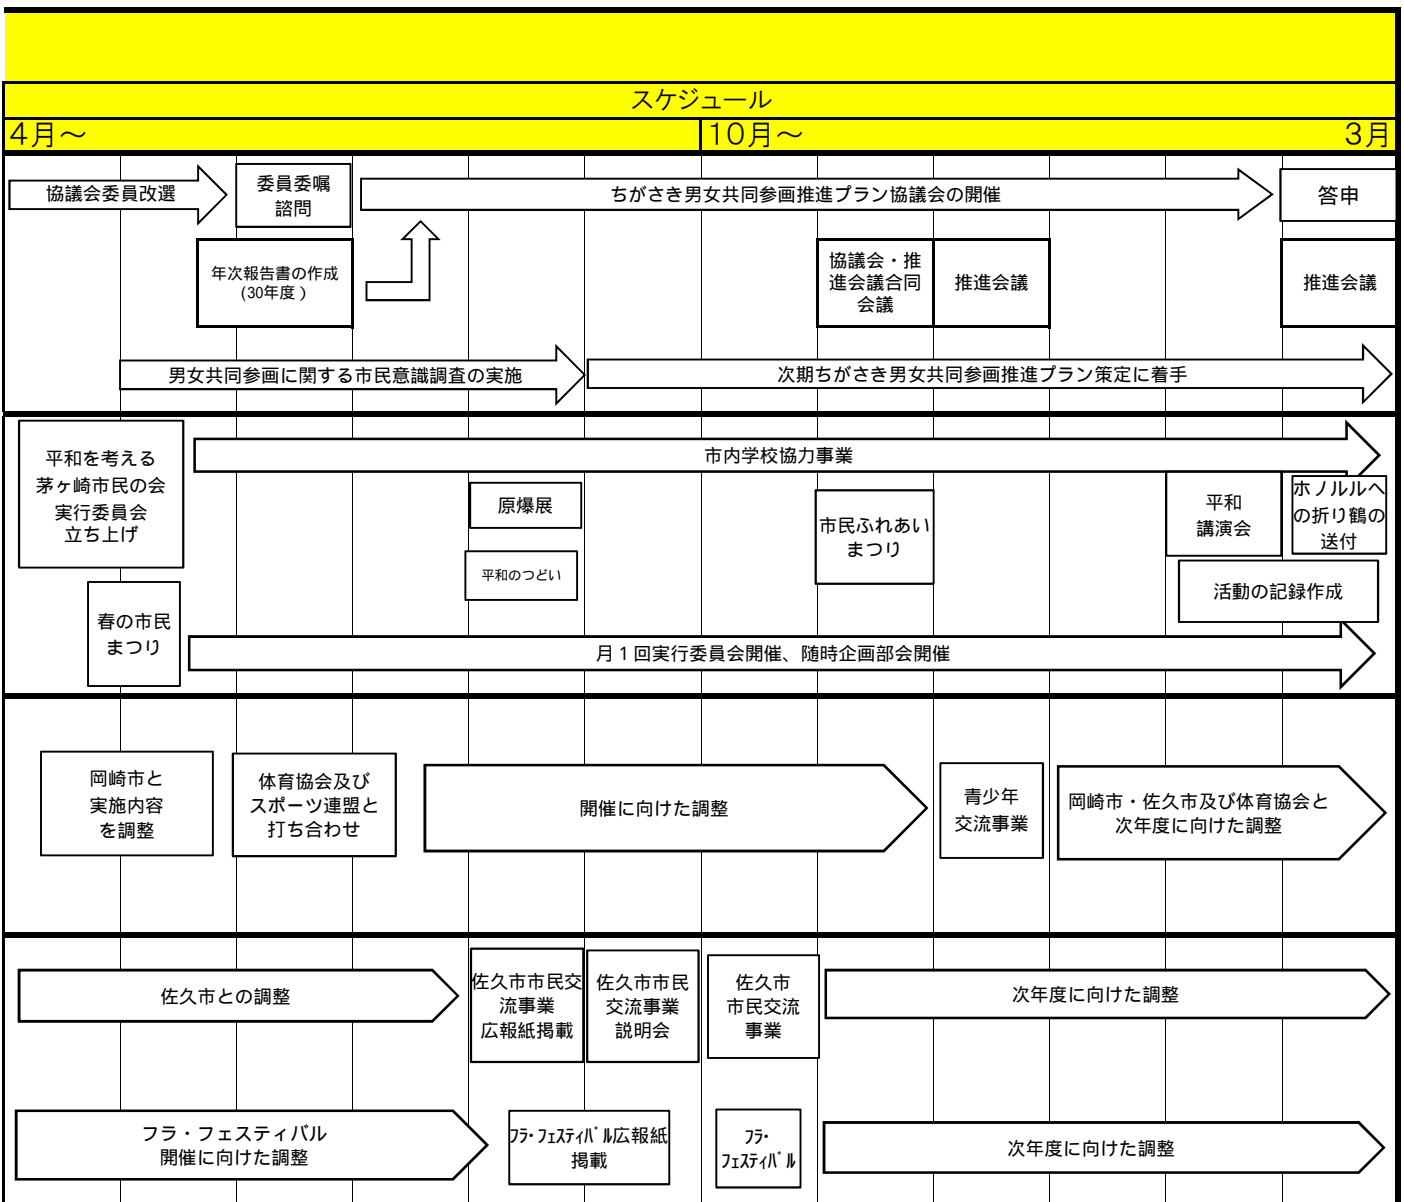 スケジュール
4月～
10月～
3月
協議会委員改選
委員委嘱
諮問
ちがさき男女共同参画推進プラン協議会の開催
答申
年次報告書の作成
(30年度)
協議会・推
進会議合同
会議
推進会議
推進会議
男女共同参画に関する市民意識調査の実施
次期ちがさき男女共同参画推進プラン策定に着手
平和を考える
茅ヶ崎市民の会
実行委員会
立ち上げ
市内学校協力事業
原爆展
平和のつどい
市民ふれあい
まつり
平和
講演会
ホノルルへ
の折り鶴の
送付
活動の記録作成
春の市民
まつり
月１回実行委員会開催、随時企画部会開催
岡崎市と
実施内容
を調整
体育協会及び
スポーツ連盟と
打ち合わせ
開催に向けた調整
青少年
交流事業
岡崎市・佐久市及び体育協会と
次年度に向けた調整
佐久市との調整
佐久市市民交
流事業
広報紙掲載
佐久市市民
交流事業
説明会
佐久市
市民交流
事業
次年度に向けた調整
フラ・フェスティバル
開催に向けた調整
ﾌﾗ･ﾌｪｽﾃｨﾊﾞﾙ広報紙
掲載
ﾌﾗ･
ﾌｪｽﾃｨﾊﾞﾙ
次年度に向けた調整